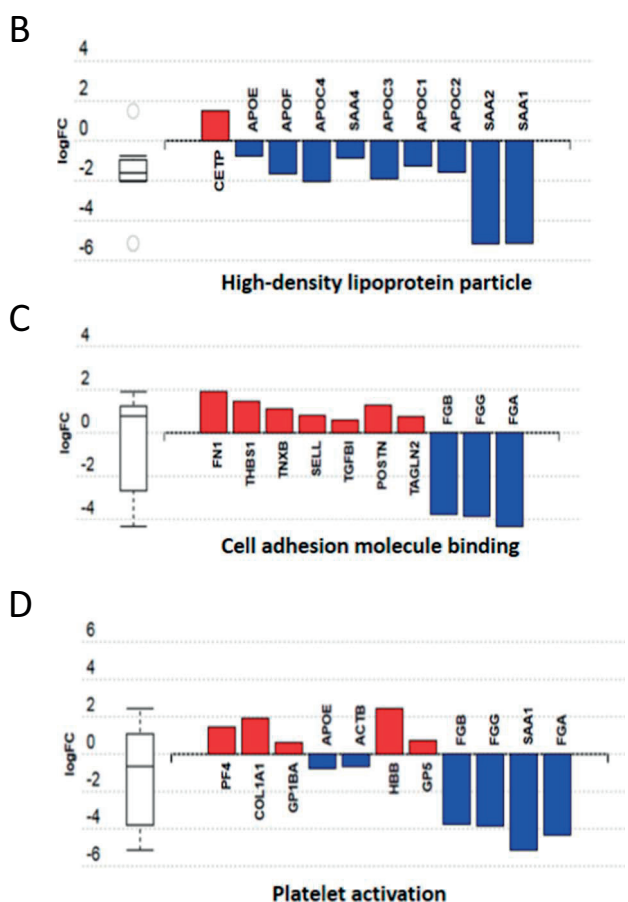 B
4
2
0
-2
-4
-6
logFC
CETP
APOE
APOF
APOC4
SAA4
APOC3
APOC1
APOC2
SAA2
SAA1
High-density lipoprotein particle
C
4
2
0
-2
-4
logFC
FN1
THBS1
TNXB
SELL
TGFBI
POSTN
TAGLN2
FGB
FGG
FGA
Cell adhesion molecule binding
D
6
4
2
0
-2
-4
-6
logFC
PF4
COL1A1
GP1BA
APOE
ACTB
HBB
GP5
FGB
FGG
SAA1
FGA
Platelet activation